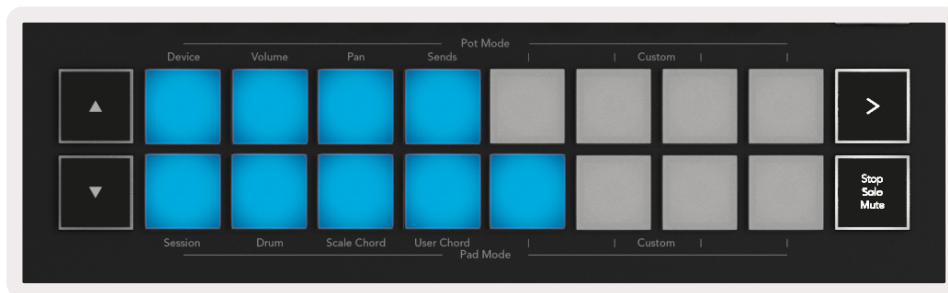 Pot Mode
Device Volume Pan Sends Custom
▲ >
▼ Stop
Solo
Mute
Session Drum Scale Chord User Chord Custom
Pad Mode